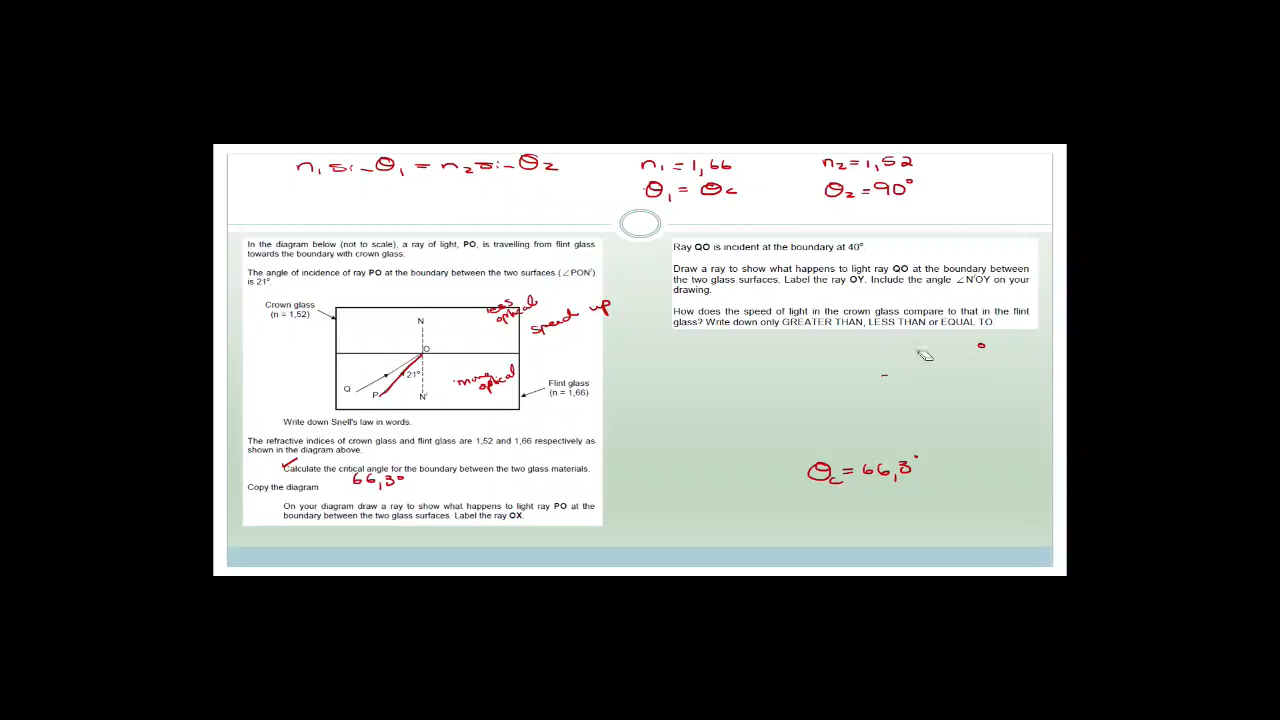 n₁ sin θ₁ = n₂ sin θ₂
n₁ = 1,66
n₂ = 1,52
θ₁ = θc
θ₂ = 90°
In the diagram below (not to scale), a ray of light, PO, is travelling from flint glass
towards the boundary with crown glass.
The angle of incidence of ray PO at the boundary between the two surfaces (∠PON')
is 21°.
Crown glass
(n = 1,52)
less
optical
speed up
N
O
21°
more
optical
Q
P
N'
Flint glass
(n = 1,66)
Write down Snell's law in words.
The refractive indices of crown glass and flint glass are 1,52 and 1,66 respectively as
shown in the diagram above.
Calculate the critical angle for the boundary between the two glass materials.
66,3°
Copy the diagram
On your diagram draw a ray to show what happens to light ray PO at the
boundary between the two glass surfaces. Label the ray OX.
Ray QO is incident at the boundary at 40°
Draw a ray to show what happens to light ray QO at the boundary between
the two glass surfaces. Label the ray OY. Include the angle ∠N'OY on your
drawing.
How does the speed of light in the crown glass compare to that in the flint
glass? Write down only GREATER THAN, LESS THAN or EQUAL TO.
θc = 66,3°